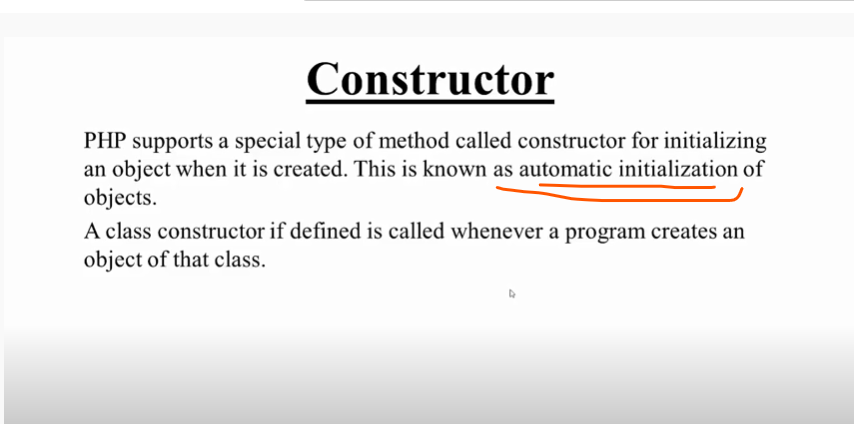 Constructor
PHP supports a special type of method called constructor for initializing
an object when it is created. This is known as automatic initialization of
objects.
A class constructor if defined is called whenever a program creates an
object of that class.